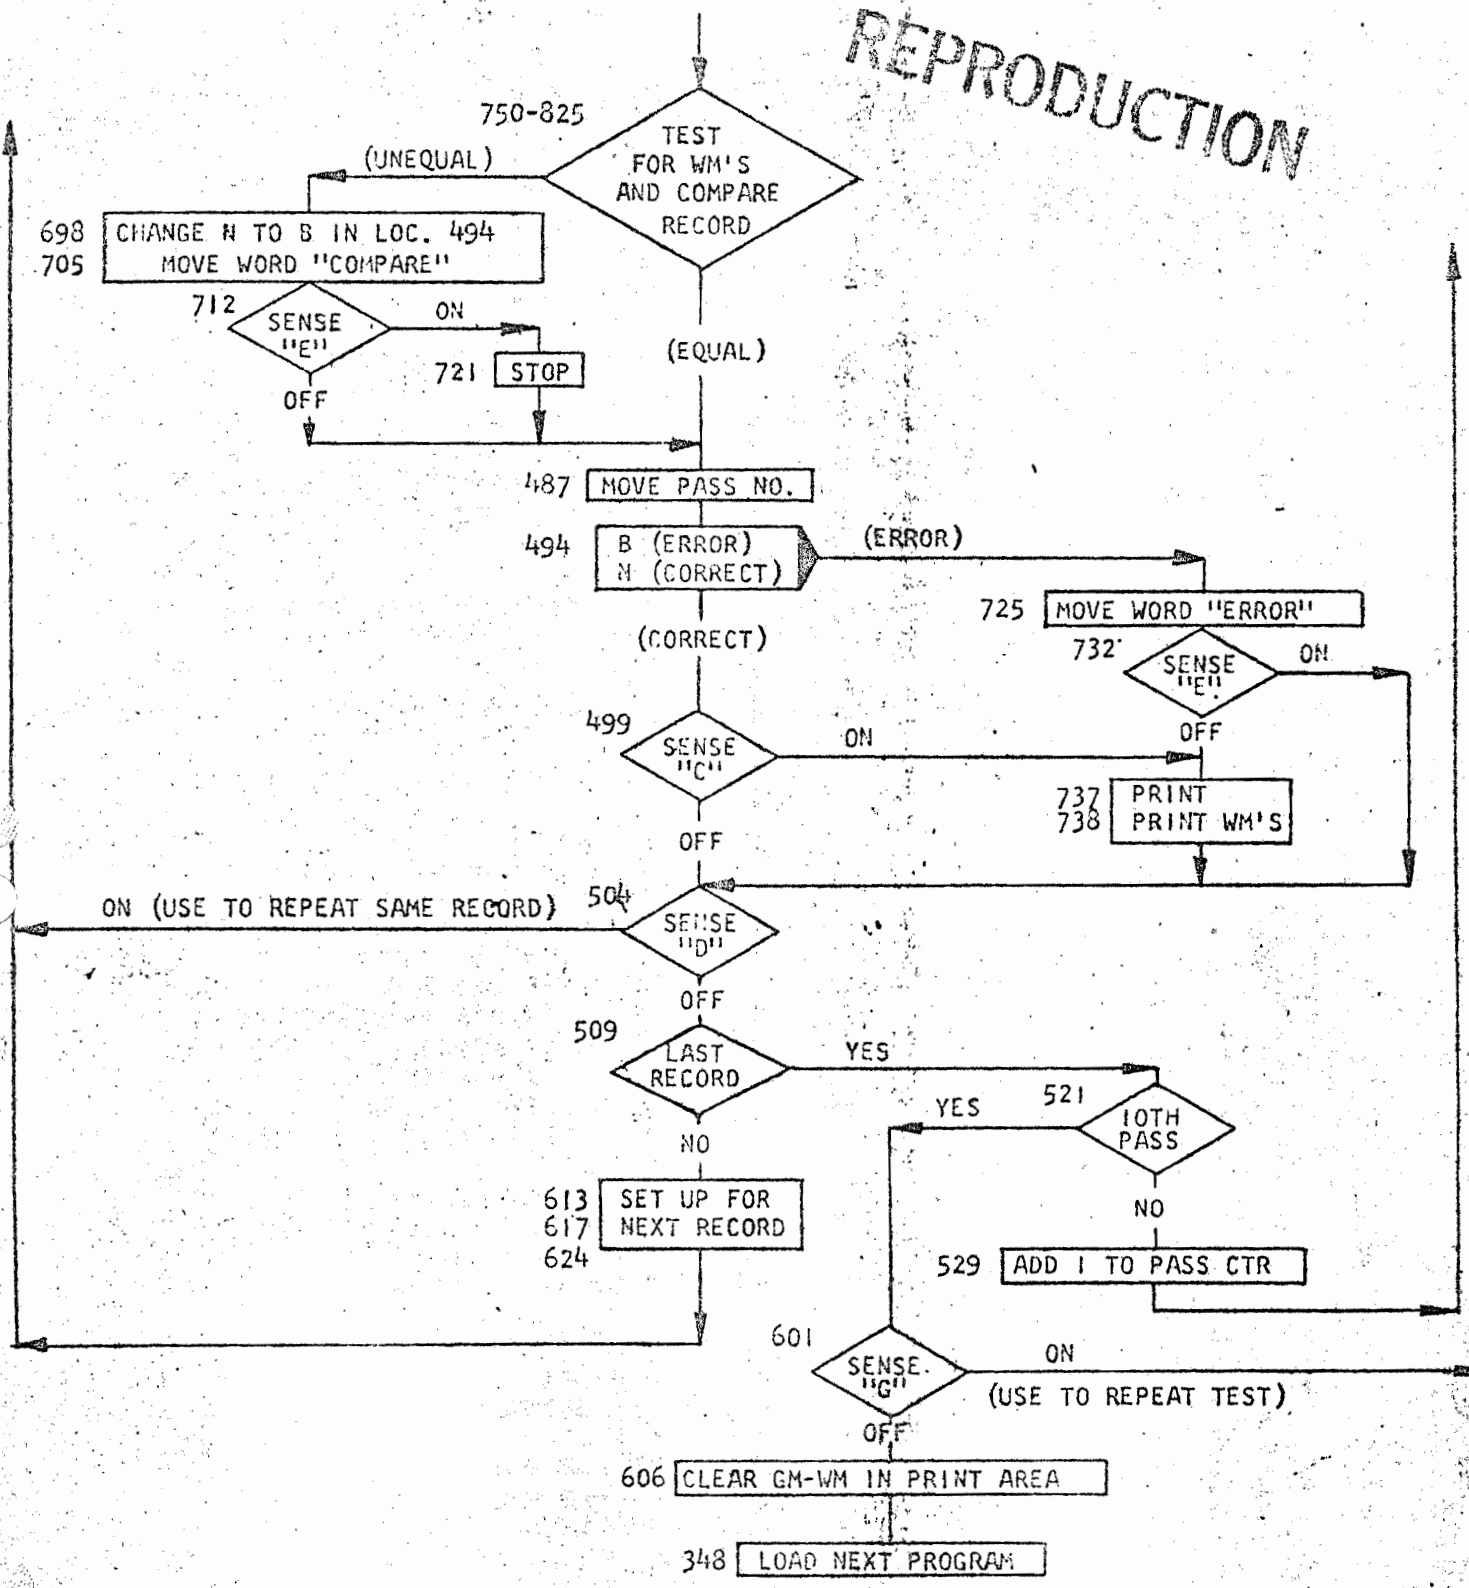 REPRODUCTION
750-825
TEST
FOR WM'S
AND COMPARE
RECORD
(UNEQUAL)
698 CHANGE N TO B IN LOC. 494
705 MOVE WORD "COMPARE"
712
SENSE
"E"
ON
721 STOP
OFF
(EQUAL)
487 MOVE PASS NO.
494 B (ERROR)
N (CORRECT)
(ERROR)
(CORRECT)
725 MOVE WORD "ERROR"
732
SENSE
"E"
ON
OFF
499
SENSE
"C"
ON
OFF
737 PRINT
738 PRINT WM'S
504
SENSE
"D"
ON (USE TO REPEAT SAME RECORD)
OFF
509
LAST
RECORD
YES
NO
521
10TH
PASS
YES
NO
613 SET UP FOR
617 NEXT RECORD
624
529 ADD 1 TO PASS CTR
601
SENSE
"G"
ON
(USE TO REPEAT TEST)
OFF
606 CLEAR GM-WM IN PRINT AREA
348 LOAD NEXT PROGRAM